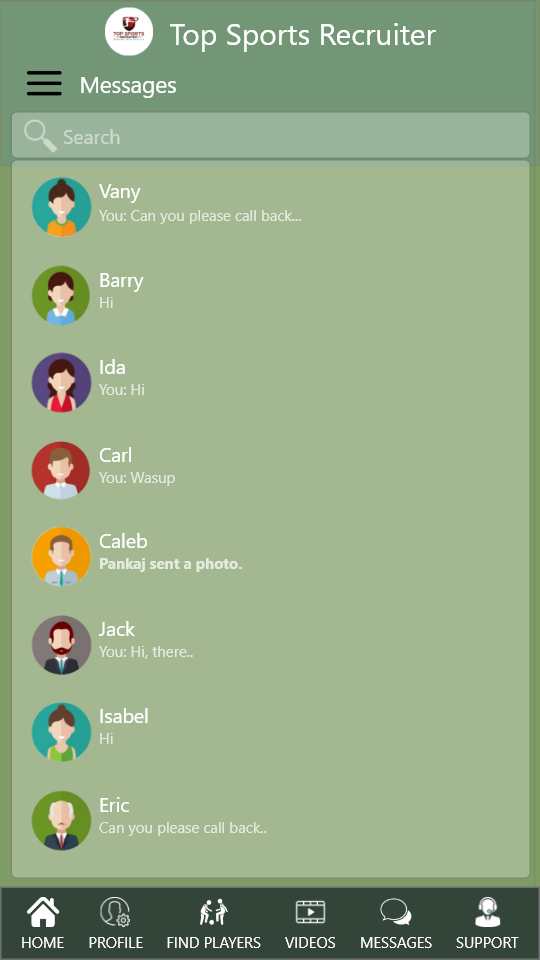 TOP SPORTS
Top Sports Recruiter
Messages
Search
Vany
You: Can you please call back...
Barry
Hi
Ida
You: Hi
Carl
You: Wasup
Caleb
Pankaj sent a photo.
Jack
You: Hi, there..
Isabel
Hi
Eric
Can you please call back..
HOME PROFILE FIND PLAYERS VIDEOS MESSAGES SUPPORT